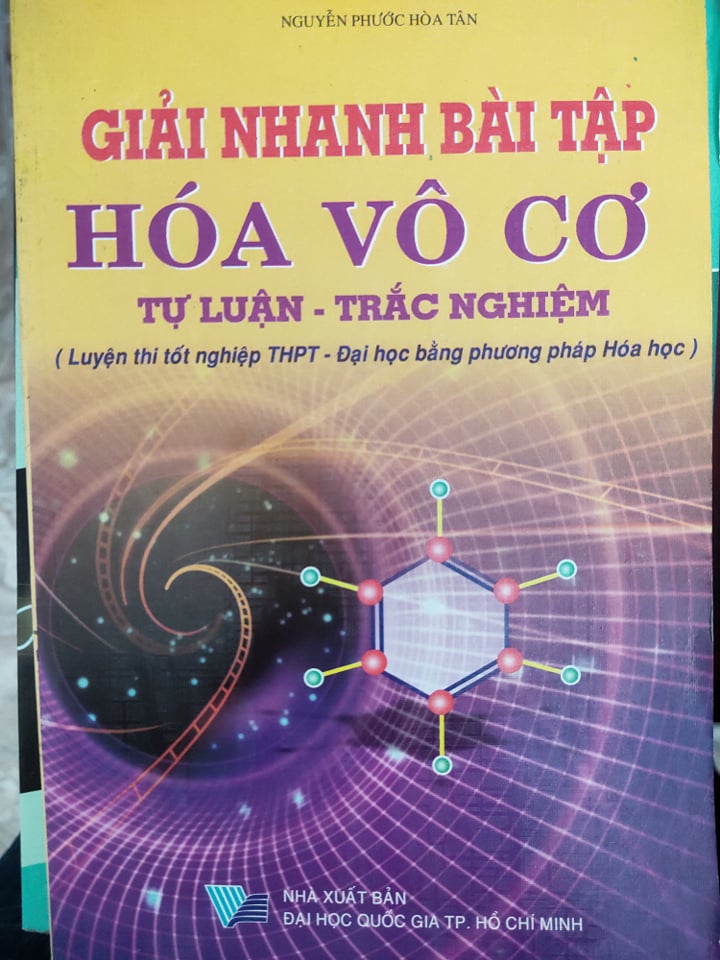 NGUYỄN PHƯỚC HÒA TÂN
GIẢI NHANH BÀI TẬP
HÓA VÔ CƠ
TỰ LUẬN - TRẮC NGHIỆM
( Luyện thi tốt nghiệp THPT - Đại học bằng phương pháp Hóa học )
NHÀ XUẤT BẢN
ĐẠI HỌC QUỐC GIA TP. HỒ CHÍ MINH